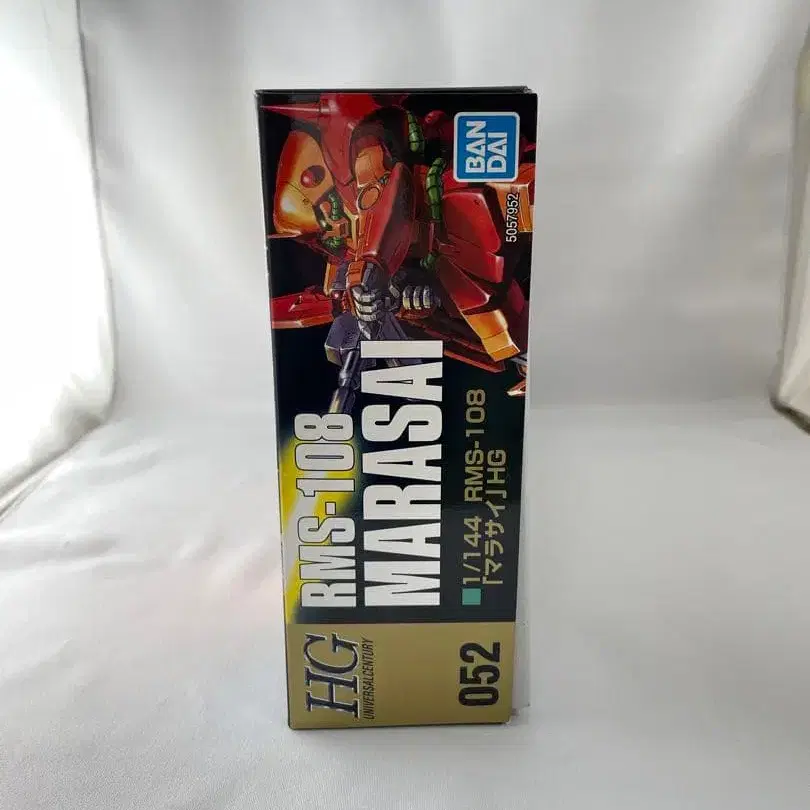 BAN
DAI
5057952
RMS-108
MARASAI
■1/144 RMS-108
「マラサイ」HG
HG
UNIVERSALCENTURY
052